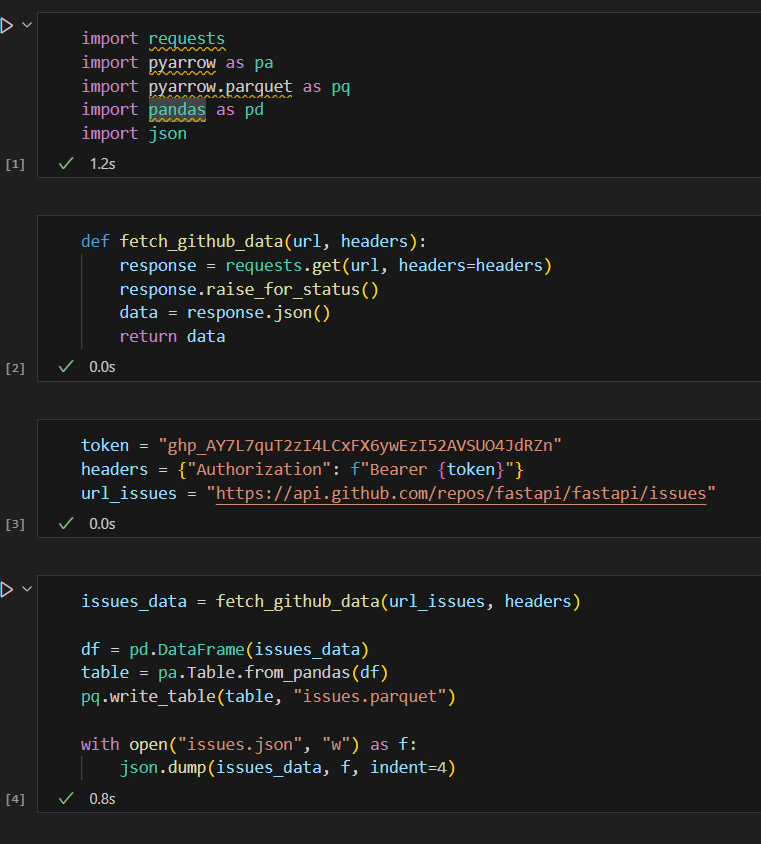 import requests
import pyarrow as pa
import pyarrow.parquet as pq
import pandas as pd
import json
[1] 1.2s
def fetch_github_data(url, headers):
    response = requests.get(url, headers=headers)
    response.raise_for_status()
    data = response.json()
    return data
[2] 0.0s
token = "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"
headers = {"Authorization": f"Bearer {token}"}
url_issues = "https://api.github.com/repos/fastapi/fastapi/issues"
[3] 0.0s
issues_data = fetch_github_data(url_issues, headers)
df = pd.DataFrame(issues_data)
table = pa.Table.from_pandas(df)
pq.write_table(table, "issues.parquet")
with open("issues.json", "w") as f:
    json.dump(issues_data, f, indent=4)
[4] 0.8s